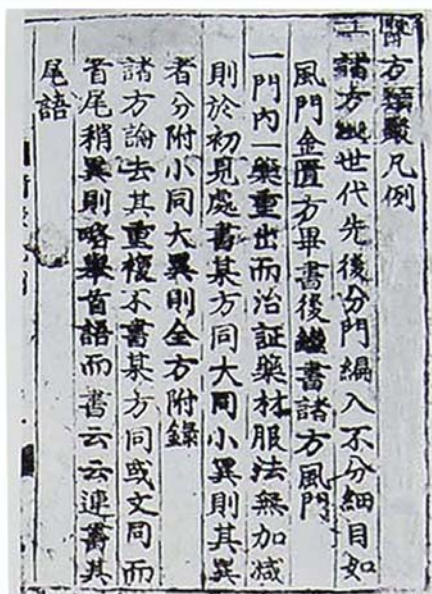 醫方類聚凡例
一諸方以世代先後分門編入不分細目如
風門金匱方畢書後繼書諸方風門
一門內一藥重出而治証藥材服法無加减
則於初見處書某方同大同小異則其異
者分附小同大異則全方附錄
諸方論去其重複不書某方同或文同而
首尾稍異則略舉首語而書云云連書其
尾語